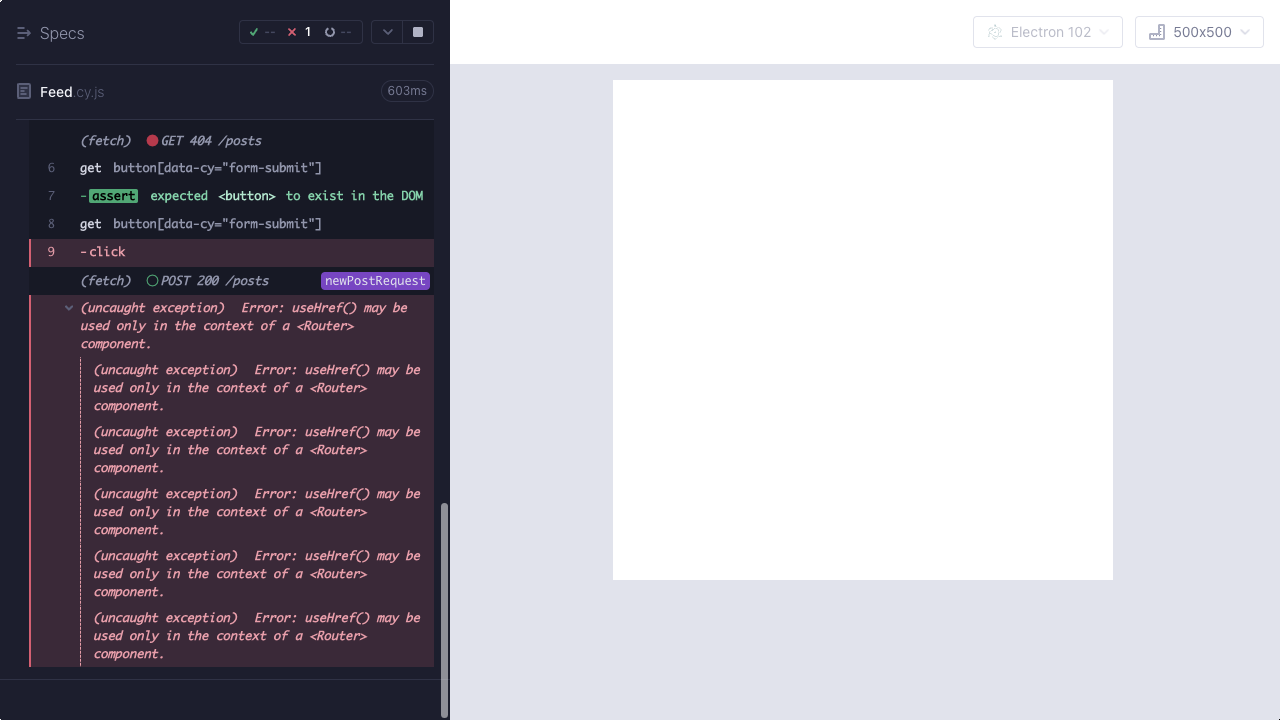 Specs
-- 1 --
Electron 102
500x500
Feed.cy.js
603ms
(fetch) GET 404 /posts
6 get button[data-cy="form-submit"]
7 -assert expected <button> to exist in the DOM
8 get button[data-cy="form-submit"]
9 -click
(fetch) POST 200 /posts newPostRequest
(uncaught exception) Error: useHref() may be
used only in the context of a <Router>
component.
(uncaught exception) Error: useHref() may be
used only in the context of a <Router>
component.
(uncaught exception) Error: useHref() may be
used only in the context of a <Router>
component.
(uncaught exception) Error: useHref() may be
used only in the context of a <Router>
component.
(uncaught exception) Error: useHref() may be
used only in the context of a <Router>
component.
(uncaught exception) Error: useHref() may be
used only in the context of a <Router>
component.